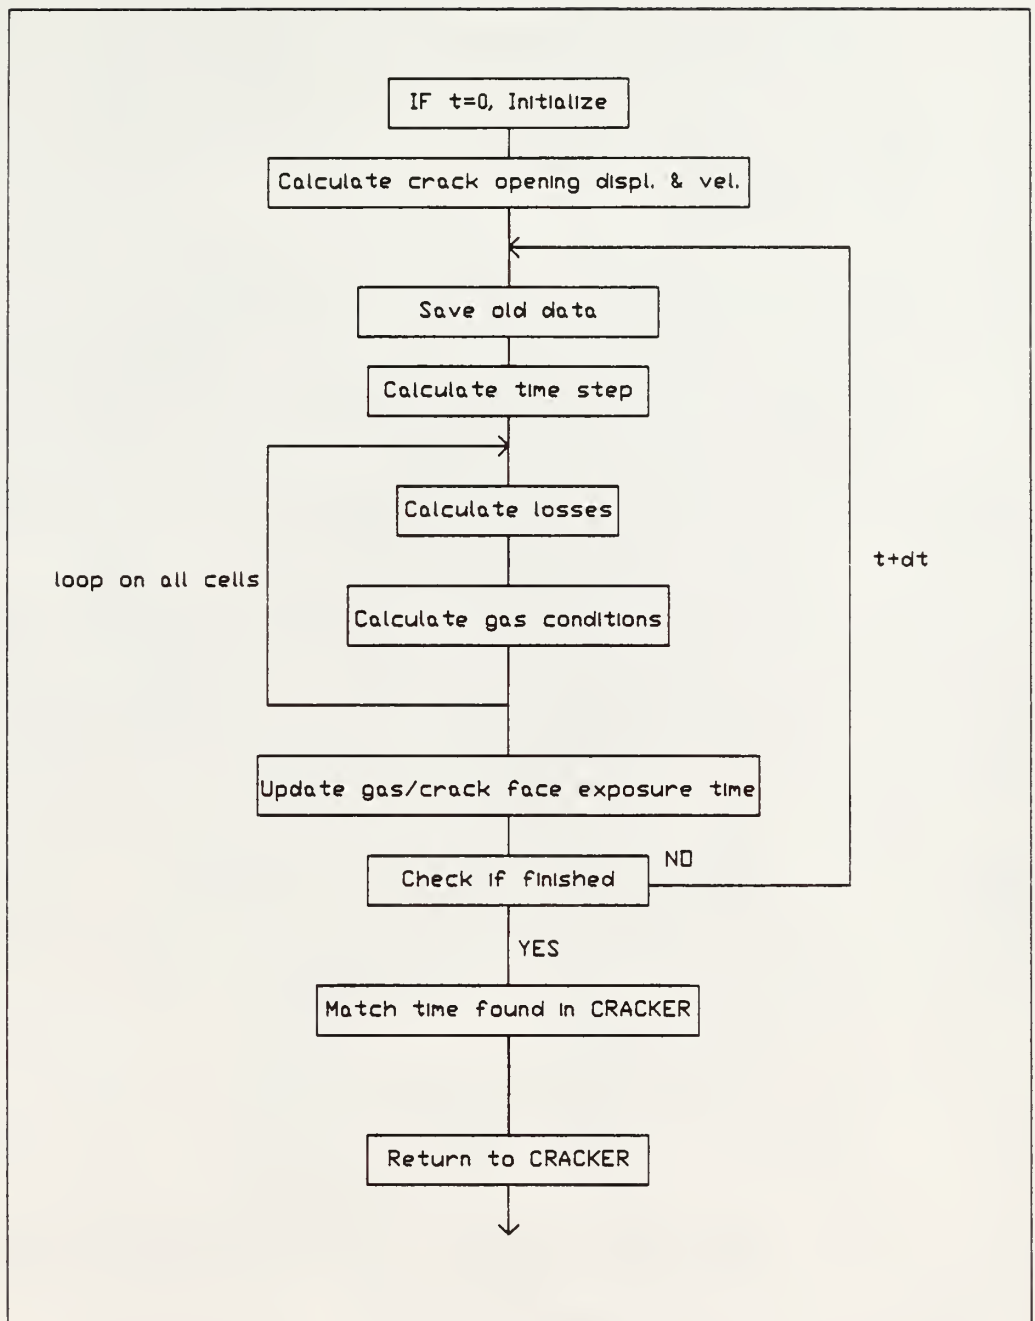 IF t=0, Initialize
Calculate crack opening displ. & vel.
Save old data
Calculate time step
Calculate losses
t+dt
loop on all cells
Calculate gas conditions
Update gas/crack face exposure time
NO
Check if finished
YES
Match time found in CRACKER
Return to CRACKER